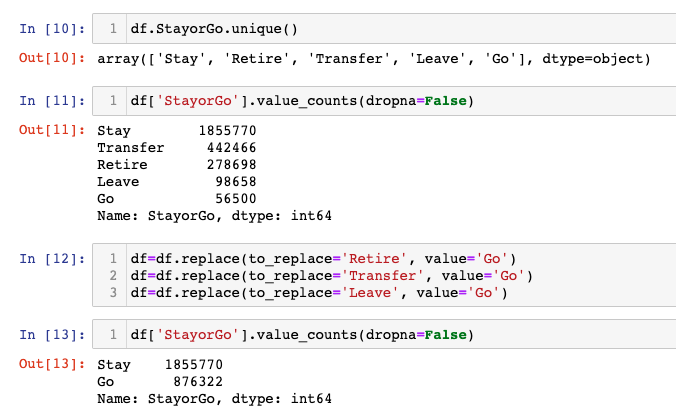 In [10]: 1 df.StayorGo.unique()
Out[10]: array(['Stay', 'Retire', 'Transfer', 'Leave', 'Go'], dtype=object)
In [11]: 1 df['StayorGo'].value_counts(dropna=False)
Out[11]: Stay 1855770
Transfer 442466
Retire 278698
Leave 98658
Go 56500
Name: StayorGo, dtype: int64
In [12]: 1 df=df.replace(to_replace='Retire', value='Go')
2 df=df.replace(to_replace='Transfer', value='Go')
3 df=df.replace(to_replace='Leave', value='Go')
In [13]: 1 df['StayorGo'].value_counts(dropna=False)
Out[13]: Stay 1855770
Go 876322
Name: StayorGo, dtype: int64